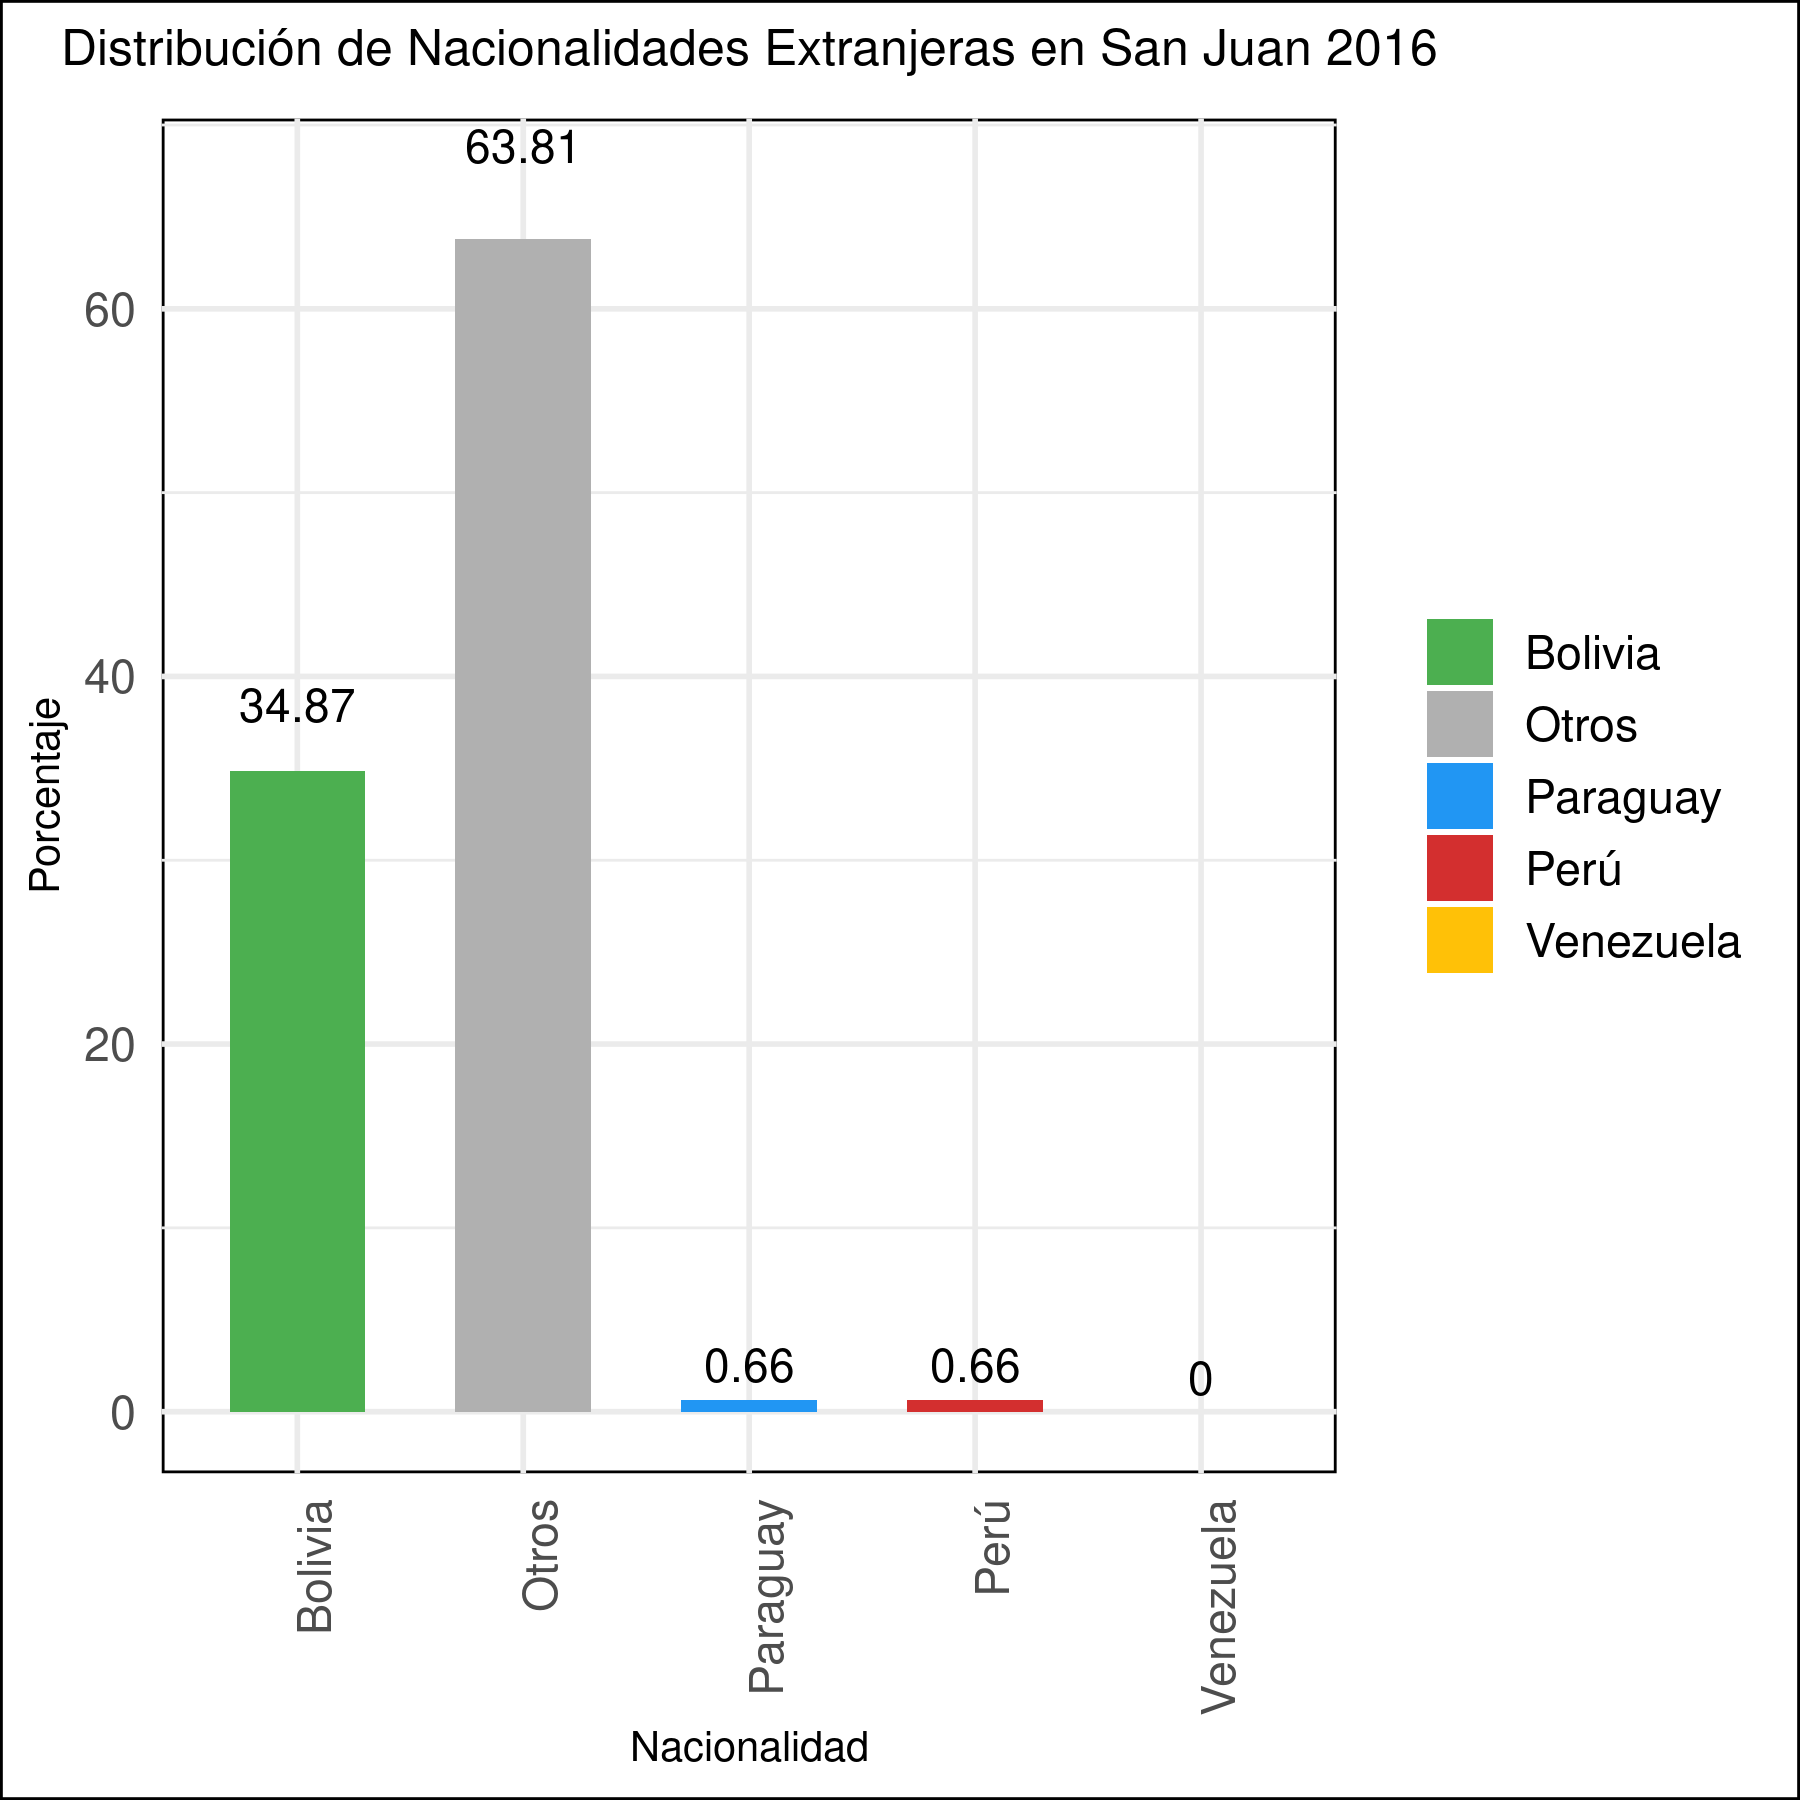 Distribución de Nacionalidades Extranjeras en San Juan 2016
Porcentaje
60
40
20
0
34.87
63.81
0.66
0.66
0
Bolivia
Otros
Paraguay
Perú
Venezuela
Nacionalidad
Bolivia
Otros
Paraguay
Perú
Venezuela